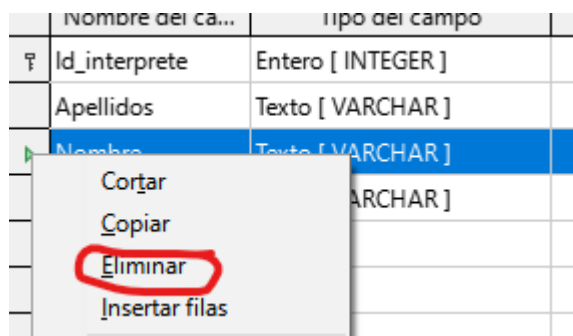 Nombre del ca... Tipo del campo
Id_interprete Entero [ INTEGER ]
Apellidos Texto [ VARCHAR ]
Nombre Texto [ VARCHAR ]
Cortar ARCHAR ]
Copiar
Eliminar
Insertar filas